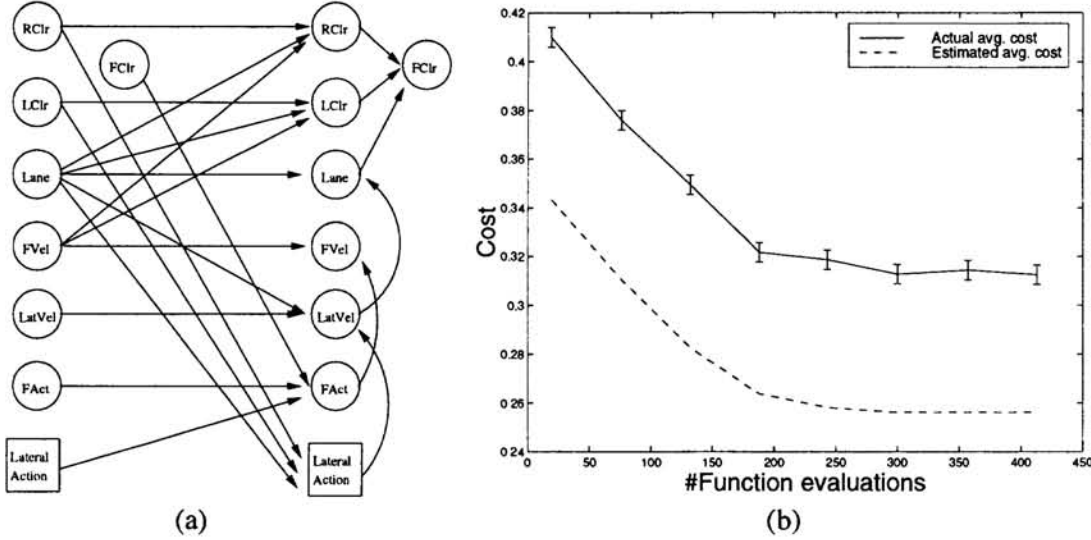 RClr
FClr
LClr
Lane
FVel
LatVel
FAct
Lateral
Action
RClr
FClr
LClr
Lane
FVel
LatVel
FAct
Lateral
Action
(a)
0.42
0.4
0.38
0.36
0.34
0.32
0.3
0.28
0.26
0.24
Cost
Actual avg. cost
Estimated avg. cost
0 50 100 150 200 250 300 350 400 450
#Function evaluations
(b)